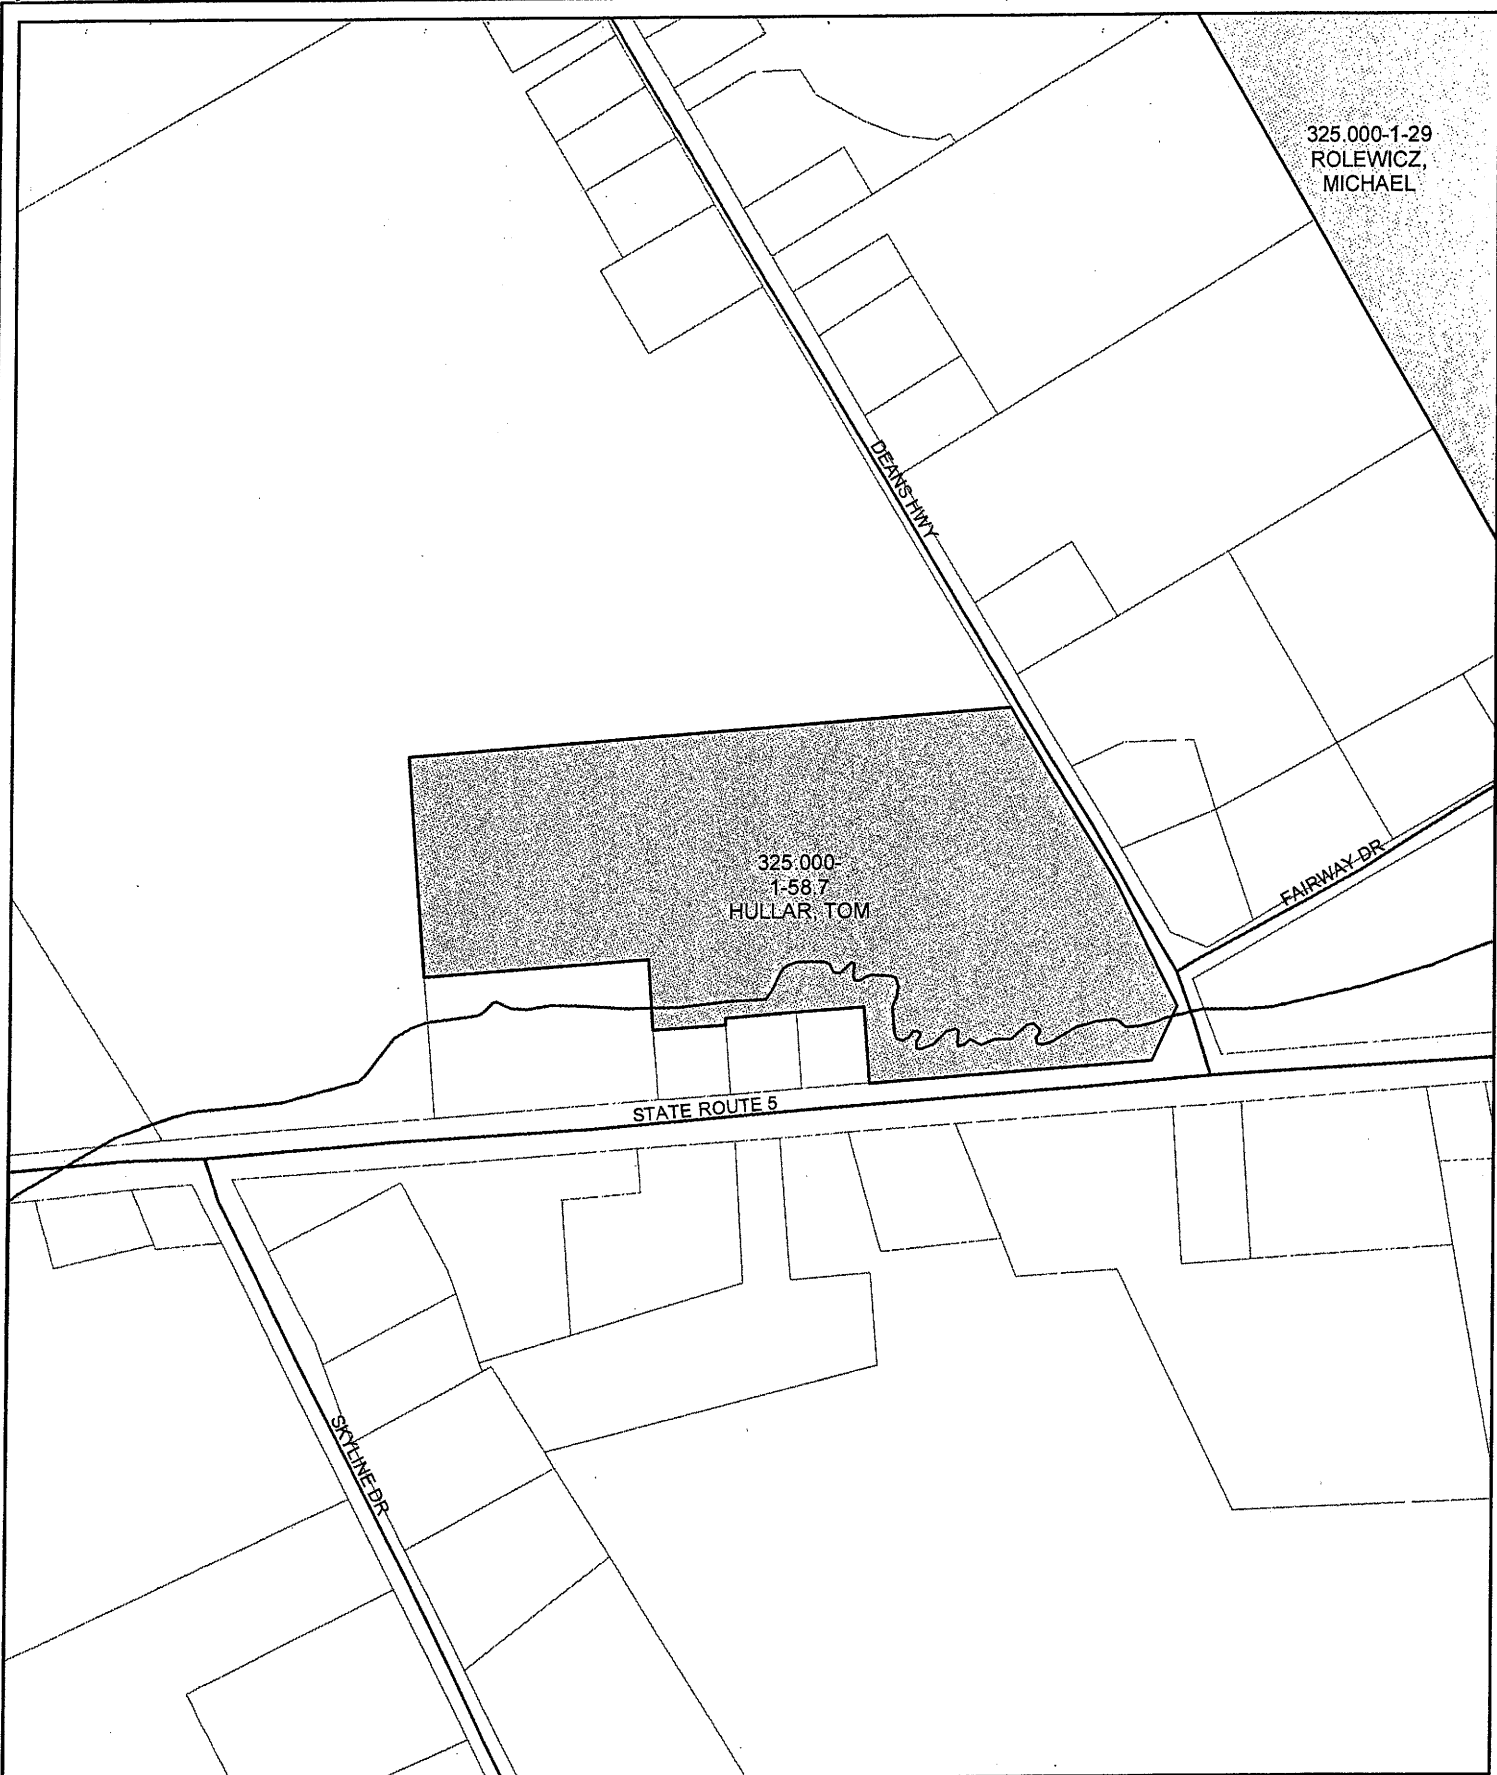 325.000-1-29
ROLEWICZ,
MICHAEL
DEANS HWY
325.000-
1-58.7
HULLAR, TOM
FAIRWAY DR
STATE ROUTE 5
SKYLINE DR